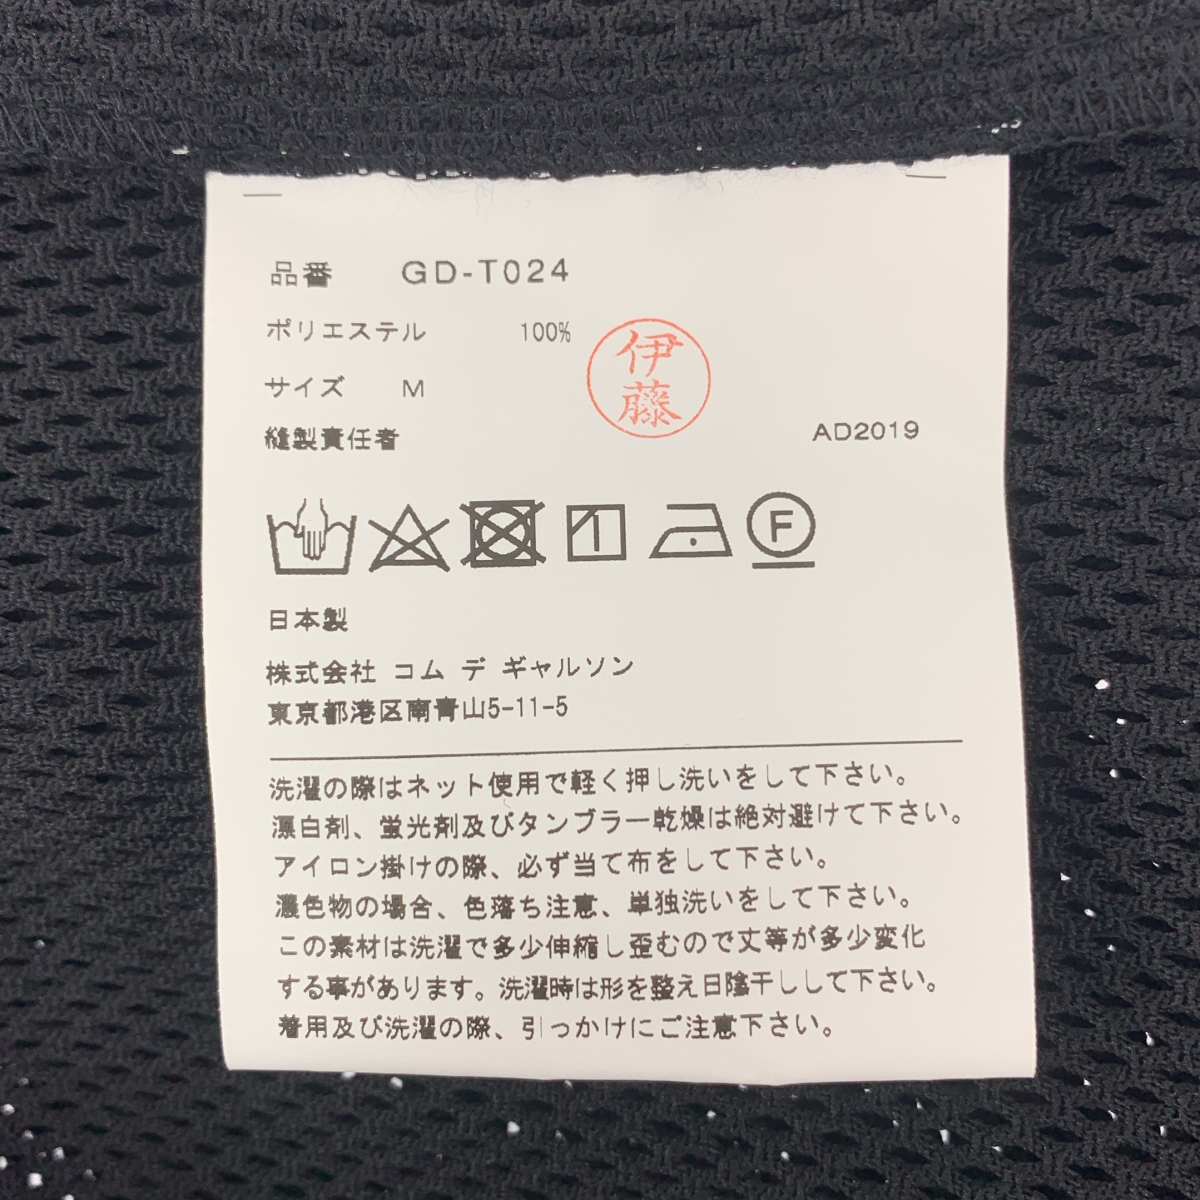 品番 GD-T024
ポリエステル 100%
サイズ M
伊藤
縫製責任者 AD2019
1
F
日本製
株式会社 コム デ ギャルソン
東京都港区南青山5-11-5
洗濯の際はネット使用で軽く押し洗いをして下さい。
漂白剤、蛍光剤及びタンブラー乾燥は絶対避けて下さい。
アイロン掛けの際、必ず当て布をして下さい。
濃色物の場合、色落ち注意、単独洗いをして下さい。
この素材は洗濯で多少伸縮し歪むので丈等が多少変化
する事があります。洗濯時は形を整え日陰干しして下さい。
着用及び洗濯の際、引っかけにご注意下さい。